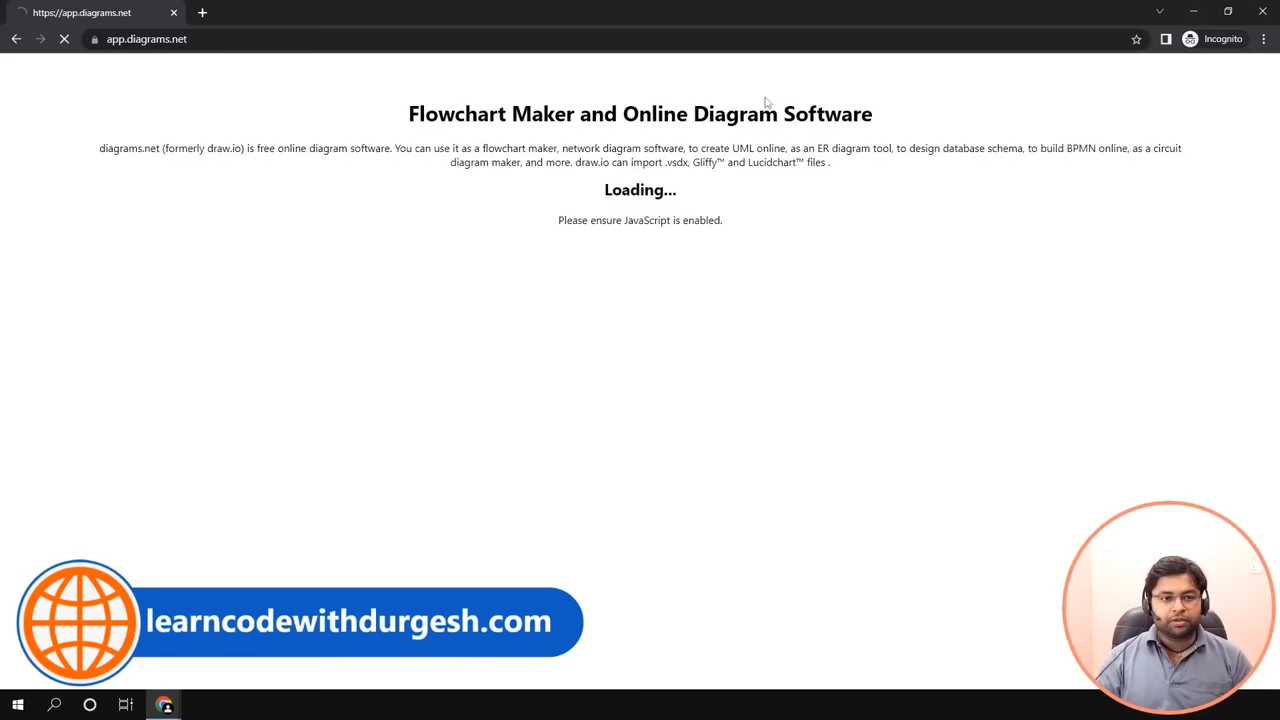 https://app.diagrams.net
app.diagrams.net
Incognito
Flowchart Maker and Online Diagram Software
diagrams.net (formerly draw.io) is free online diagram software. You can use it as a flowchart maker, network diagram software, to create UML online, as an ER diagram tool, to design database schema, to build BPMN online, as a circuit
diagram maker, and more. draw.io can import .vsdx, Gliffy™ and Lucidchart™ files .
Loading...
Please ensure JavaScript is enabled.
learncodewithdurgesh.com